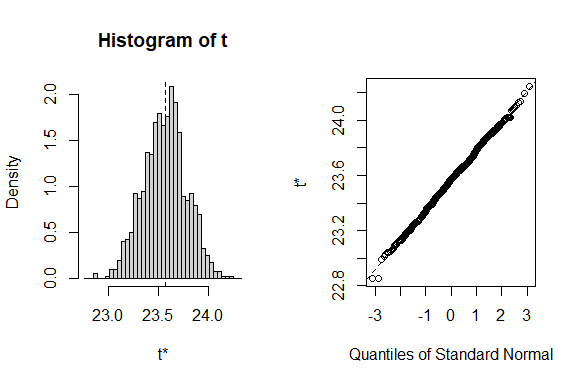 Histogram of t
Density
0.0 0.5 1.0 1.5 2.0
23.0 23.5 24.0
t*
t*
22.8 23.2 23.6 24.0
-3 -1 0 1 2 3
Quantiles of Standard Normal